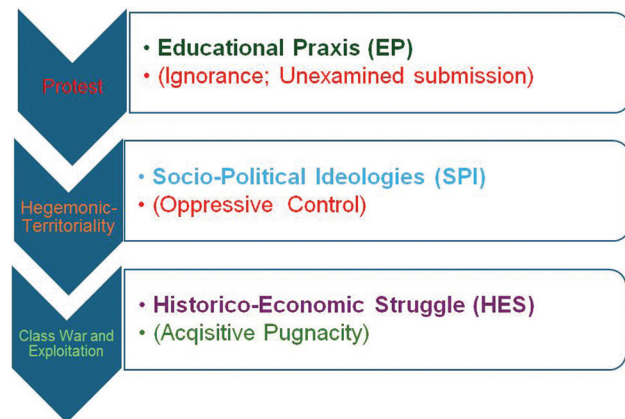 Protest
• Educational Praxis (EP)
• (Ignorance; Unexamined submission)
Hegemonic-
Territoriality
• Socio-Political Ideologies (SPI)
• (Oppressive Control)
Class War and
Exploitation
• Historico-Economic Struggle (HES)
• (Acqisitive Pugnacity)